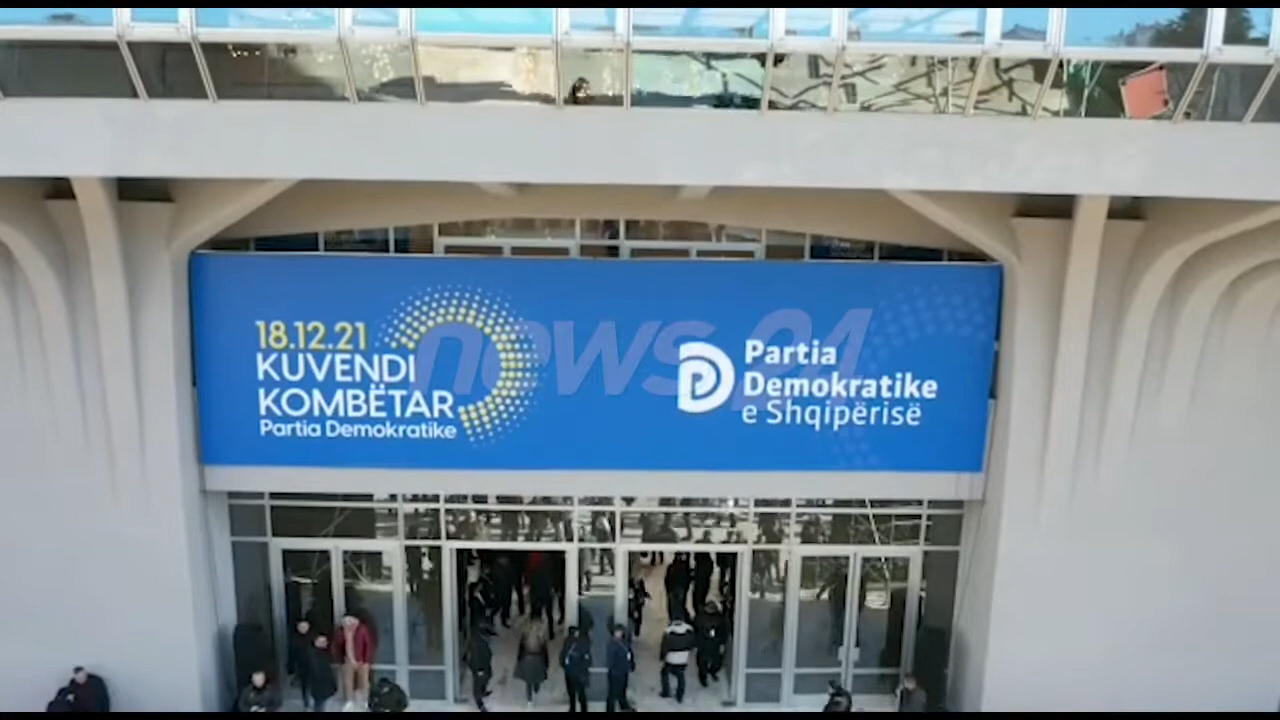 18.12.21
KUVENDI
KOMBËTAR
Partia Demokratike
Partia
Demokratike
e Shqipërisë
news 24